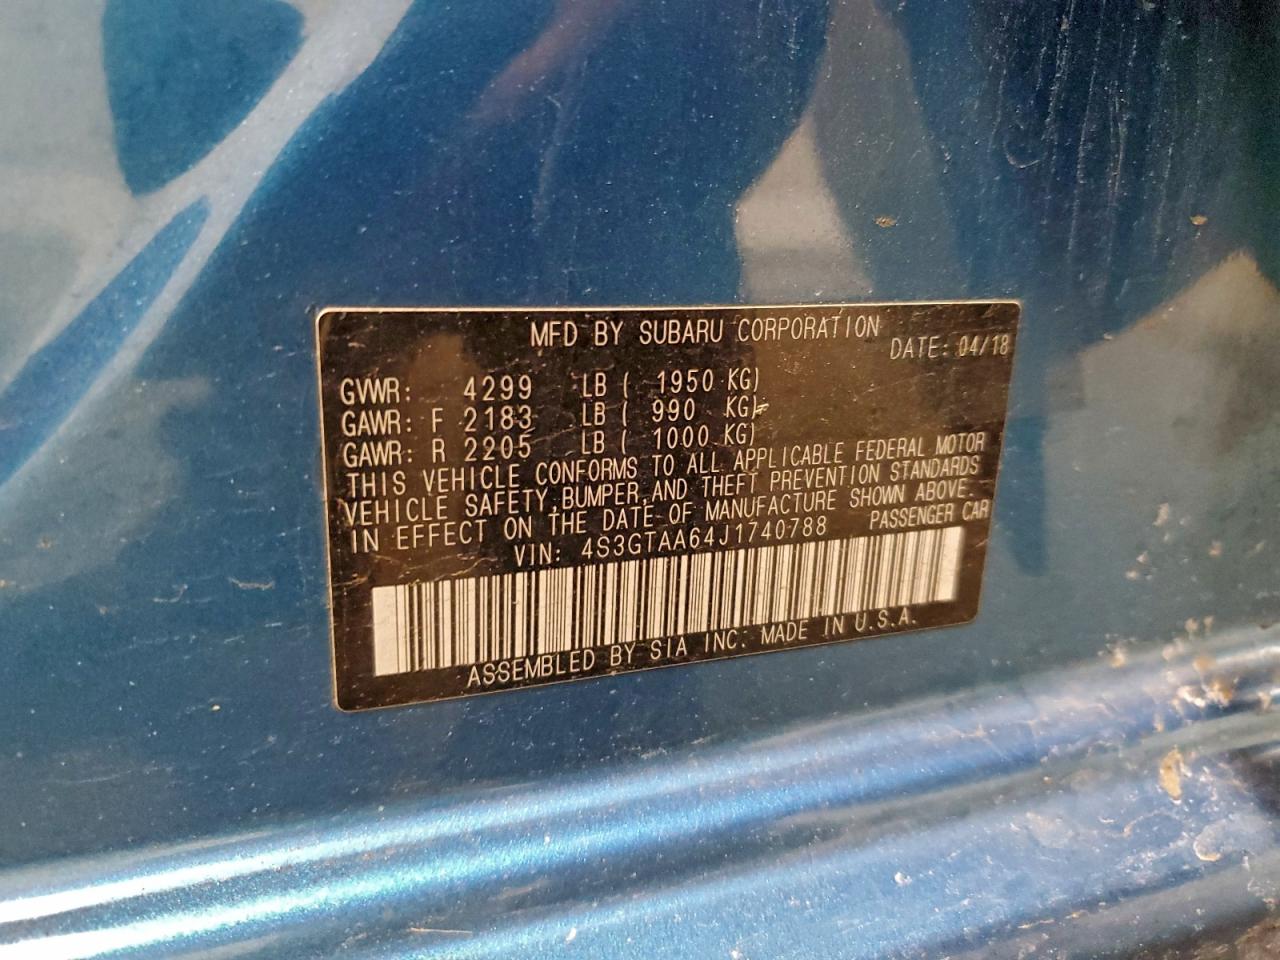 MFD BY SUBARU CORPORATION
DATE: 04/18
GVWR: 4299 LB ( 1950 KG)
GAWR: F 2183 LB ( 990 KG)
GAWR: R 2205 LB ( 1000 KG)
THIS VEHICLE CONFORMS TO ALL APPLICABLE FEDERAL MOTOR
VEHICLE SAFETY,BUMPER,AND THEFT PREVENTION STANDARDS
IN EFFECT ON THE DATE OF MANUFACTURE SHOWN ABOVE.
VIN: 4S3GTAA64J1740788 PASSENGER CAR
ASSEMBLED BY SIA INC. MADE IN U.S.A.